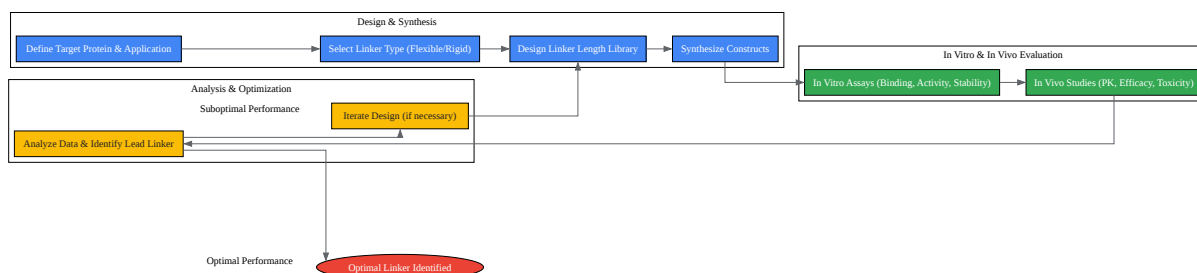 Design & Synthesis
Define Target Protein & Application
Select Linker Type (Flexible/Rigid)
Design Linker Length Library
Synthesize Constructs
In Vitro & In Vivo Evaluation
In Vitro Assays (Binding, Activity, Stability)
In Vivo Studies (PK, Efficacy, Toxicity)
Analysis & Optimization
Suboptimal Performance
Iterate Design (if necessary)
Analyze Data & Identify Lead Linker
Optimal Performance
Optimal Linker Identified